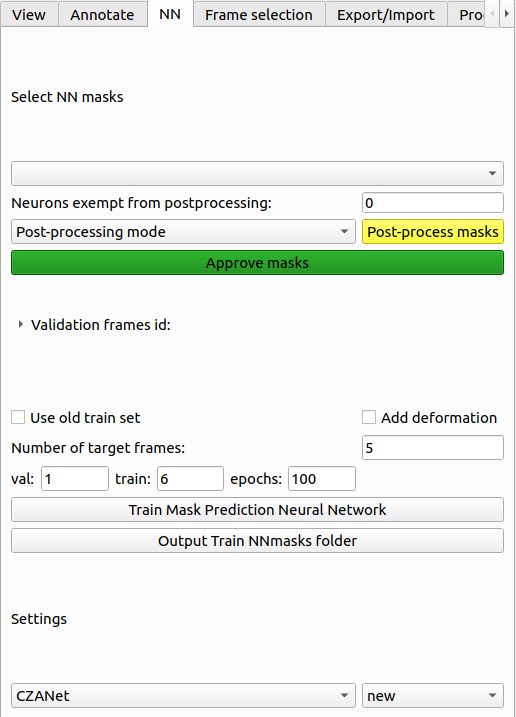 View Annotate NN Frame selection Export/Import
Select NN masks
Neurons exempt from postprocessing: 0
Post-processing mode Post-process masks
Approve masks
Validation frames id:
Use old train set Add deformation
Number of target frames: 5
val: 1 train: 6 epochs: 100
Train Mask Prediction Neural Network
Output Train NNmasks folder
Settings
CZANet new